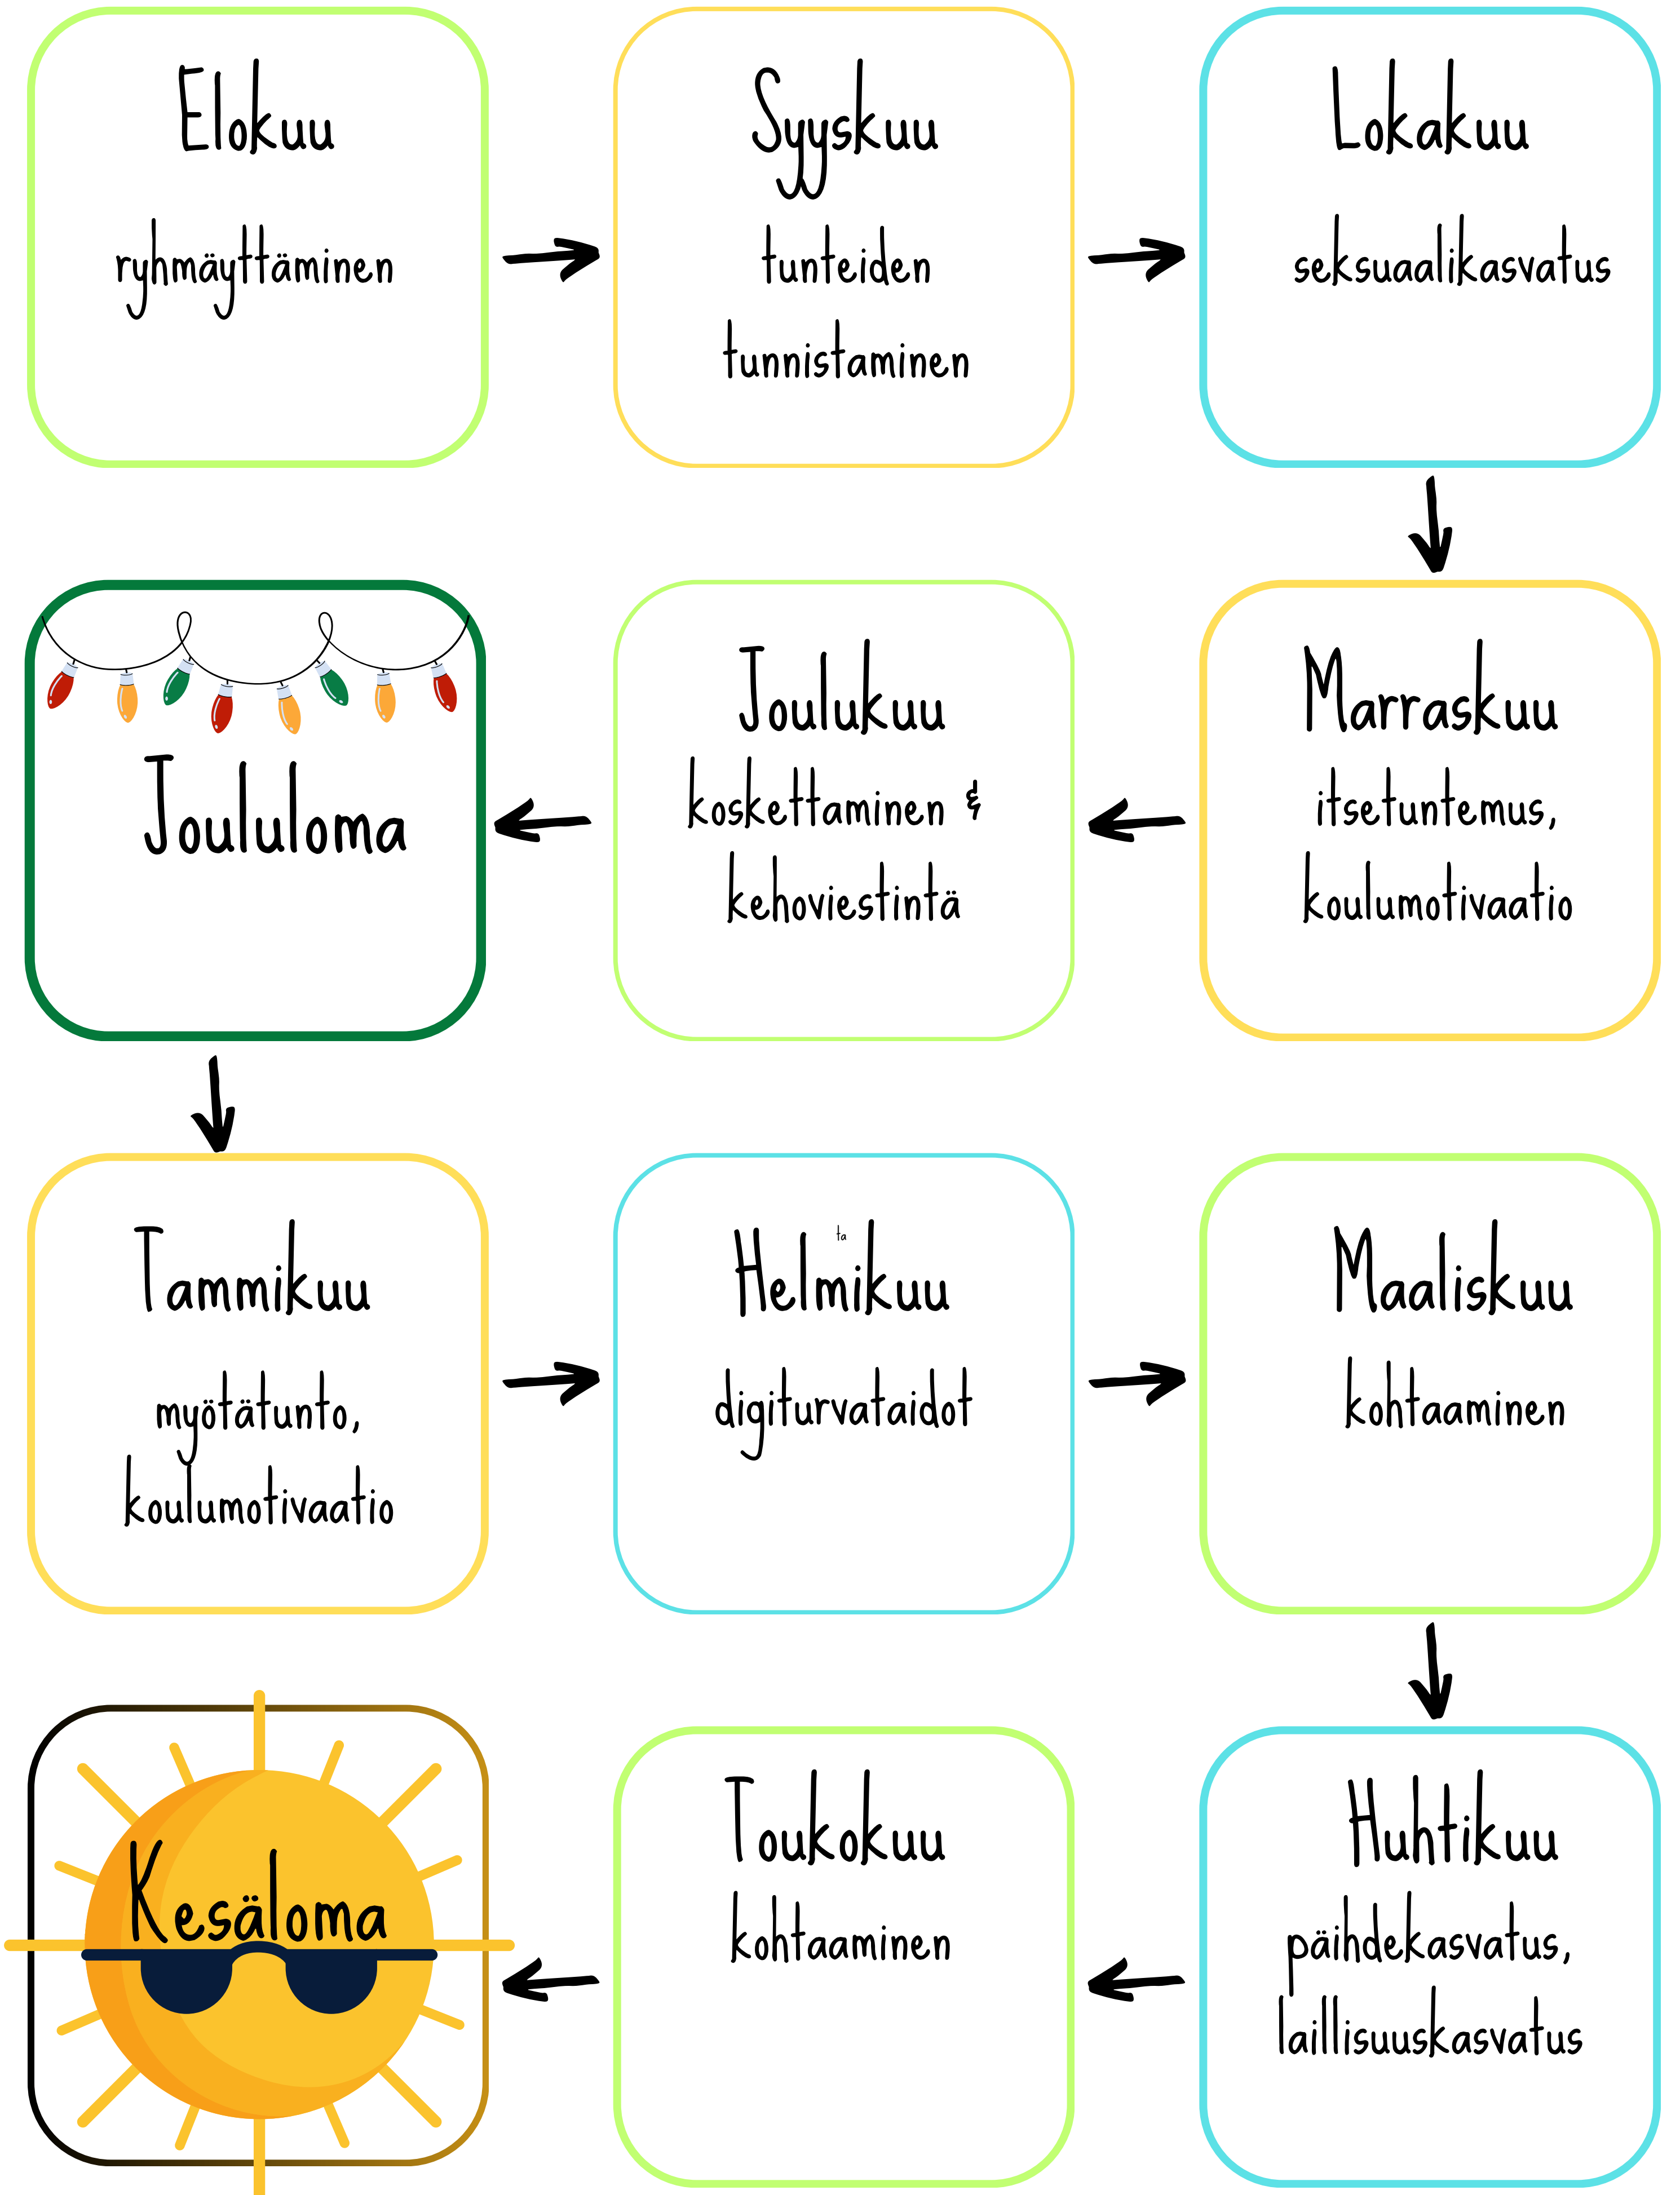 Elokuu
ryhmäyttäminen
Syyskuu
tunteiden
tunnistaminen
Lokakuu
seksuaalikasvatus
Marraskuu
itsetuntemus,
koulumotivaatio
Joulukuu
koskettaminen &
kehoviestintä
Joululoma
Tammikuu
myötätunto,
koulumotivaatio
ta
Helmikuu
digiturvataidot
Maaliskuu
kohtaaminen
Huhtikuu
päihdekasvatus,
laillisuuskasvatus
Toukokuu
kohtaaminen
Kesäloma